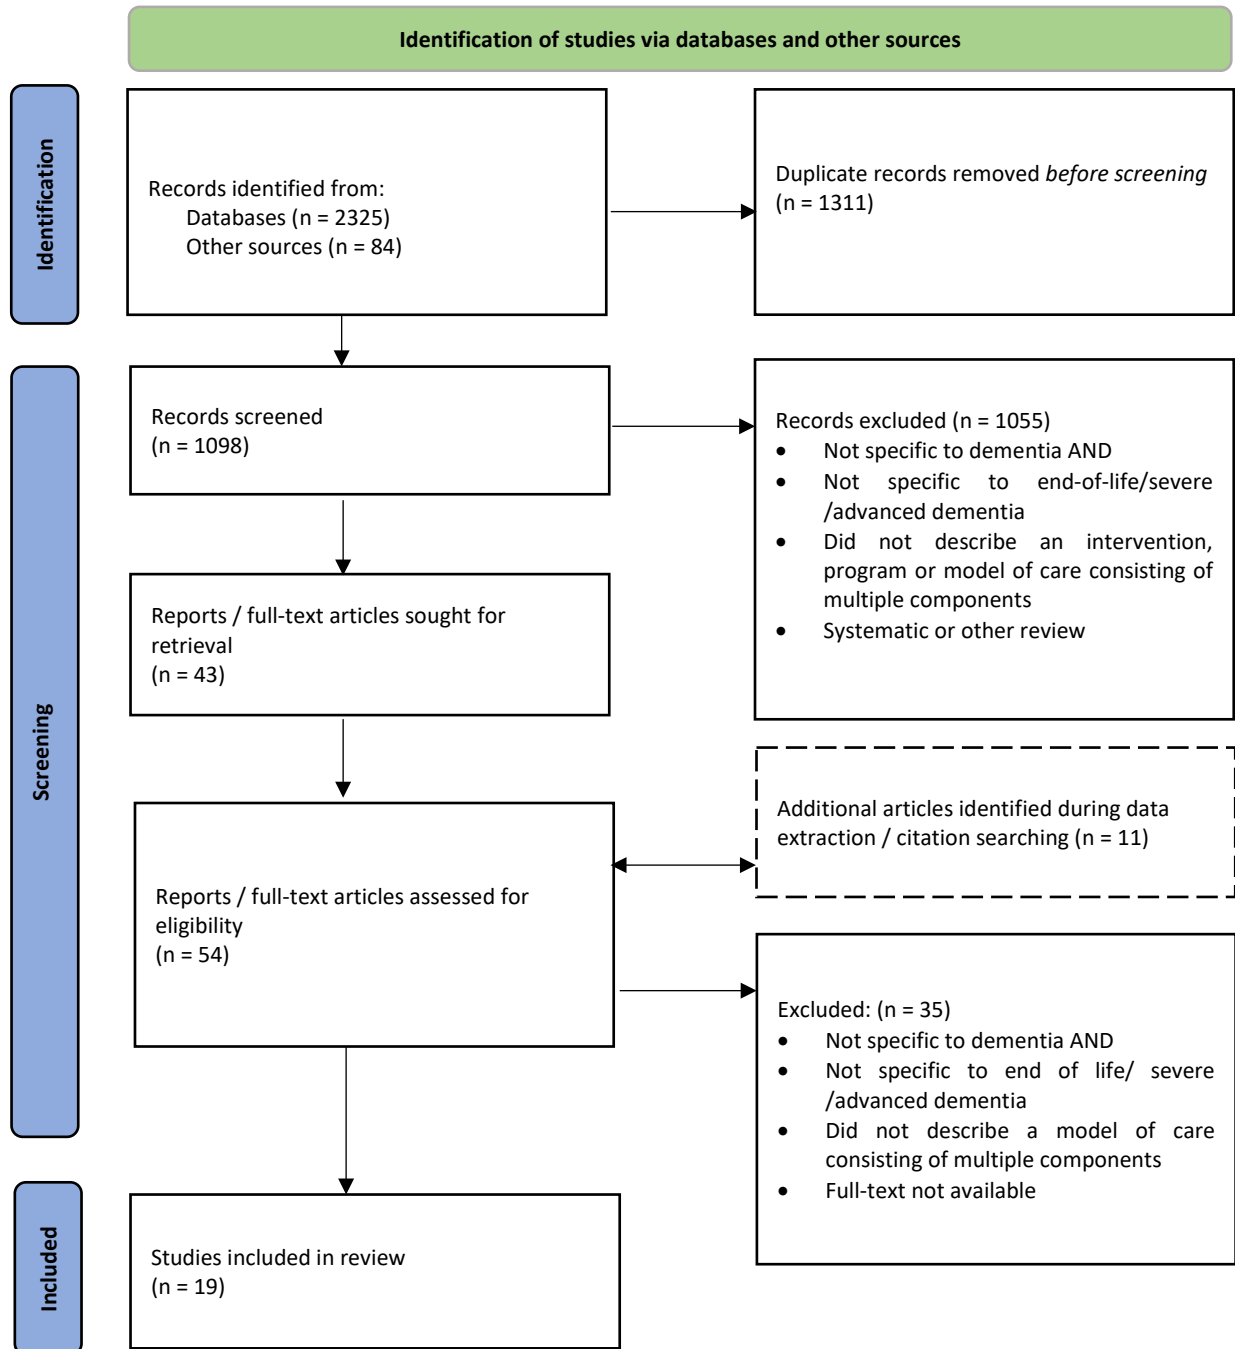 Identification of studies via databases and other sources
Identification
Records identified from:
Databases (n = 2325)
Other sources (n = 84)
Duplicate records removed before screening
(n = 1311)
Screening
Records screened
(n = 1098)
Records excluded (n = 1055)
• Not specific to dementia AND
• Not specific to end-of-life/severe
/advanced dementia
• Did not describe an intervention,
program or model of care consisting of
multiple components
• Systematic or other review
Reports / full-text articles sought for
retrieval
(n = 43)
Additional articles identified during data
extraction / citation searching (n = 11)
Reports / full-text articles assessed for
eligibility
(n = 54)
Excluded: (n = 35)
• Not specific to dementia AND
• Not specific to end of life/ severe
/advanced dementia
• Did not describe a model of care
consisting of multiple components
• Full-text not available
Included
Studies included in review
(n = 19)